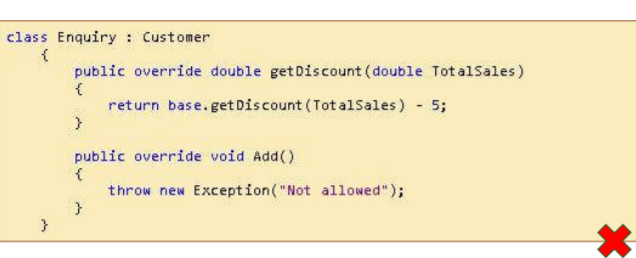 class Enquiry : Customer
{
public override double getDiscount(double TotalSales)
{
return base.getDiscount(TotalSales) - 5;
}
public override void Add()
{
throw new Exception("Not allowed");
}
}